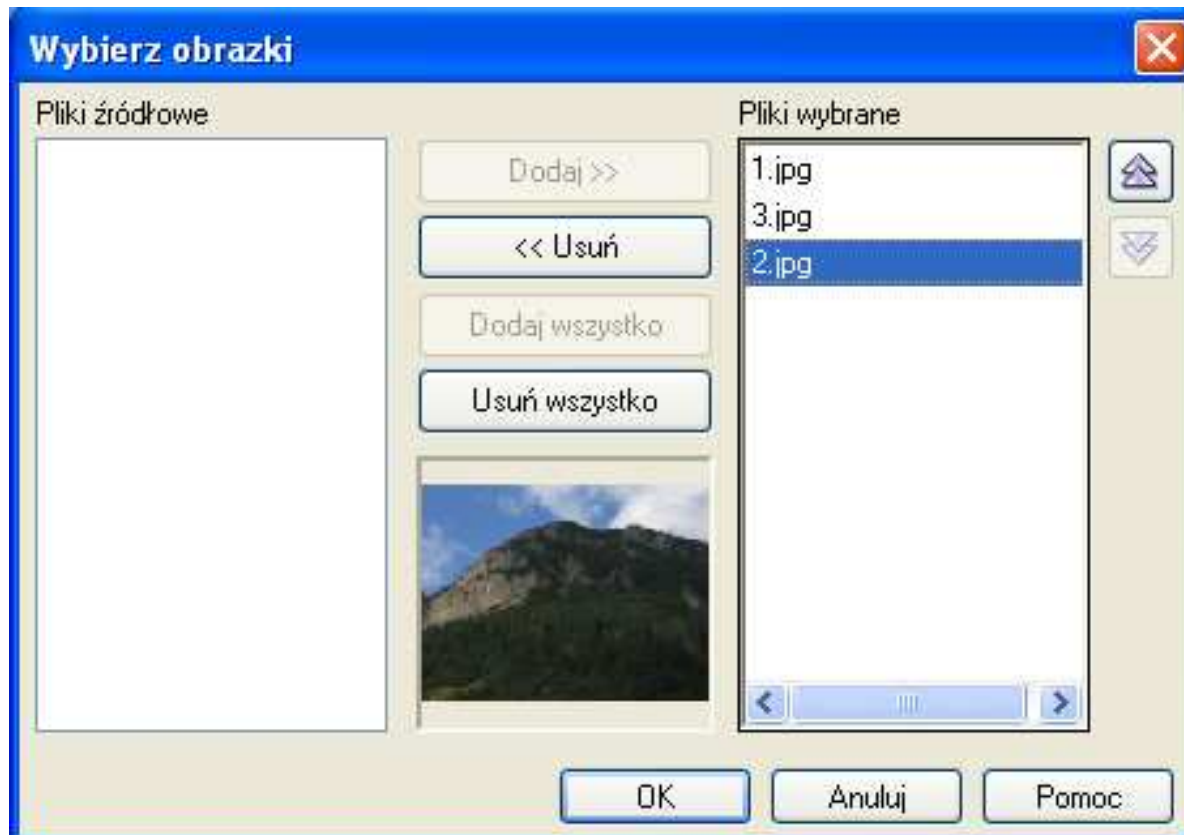 Wybierz obrazki
Pliki źródłowe
Pliki wybrane
Dodaj >>
<< Usuń
Dodaj wszystko
Usuń wszystko
1.jpg
3.jpg
2.jpg
OK
Anuluj
Pomoc